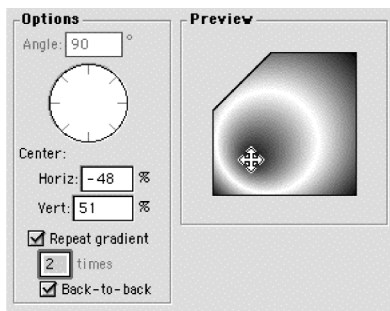 Options
Angle: 90 °
Center:
Horiz: -48 %
Vert: 51 %
Repeat gradient
2 times
Back-to-back
Preview